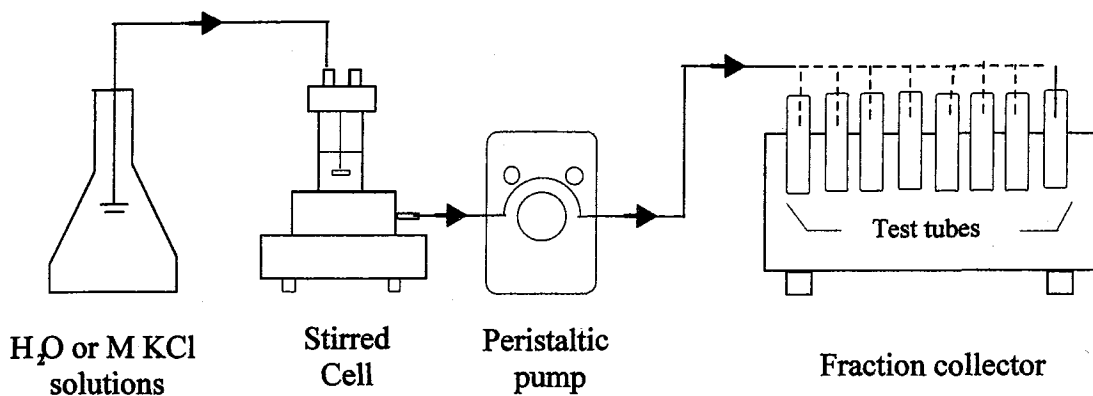 Test tubes
H₂O or M KCl
solutions
Stirred
Cell
Peristaltic
pump
Fraction collector